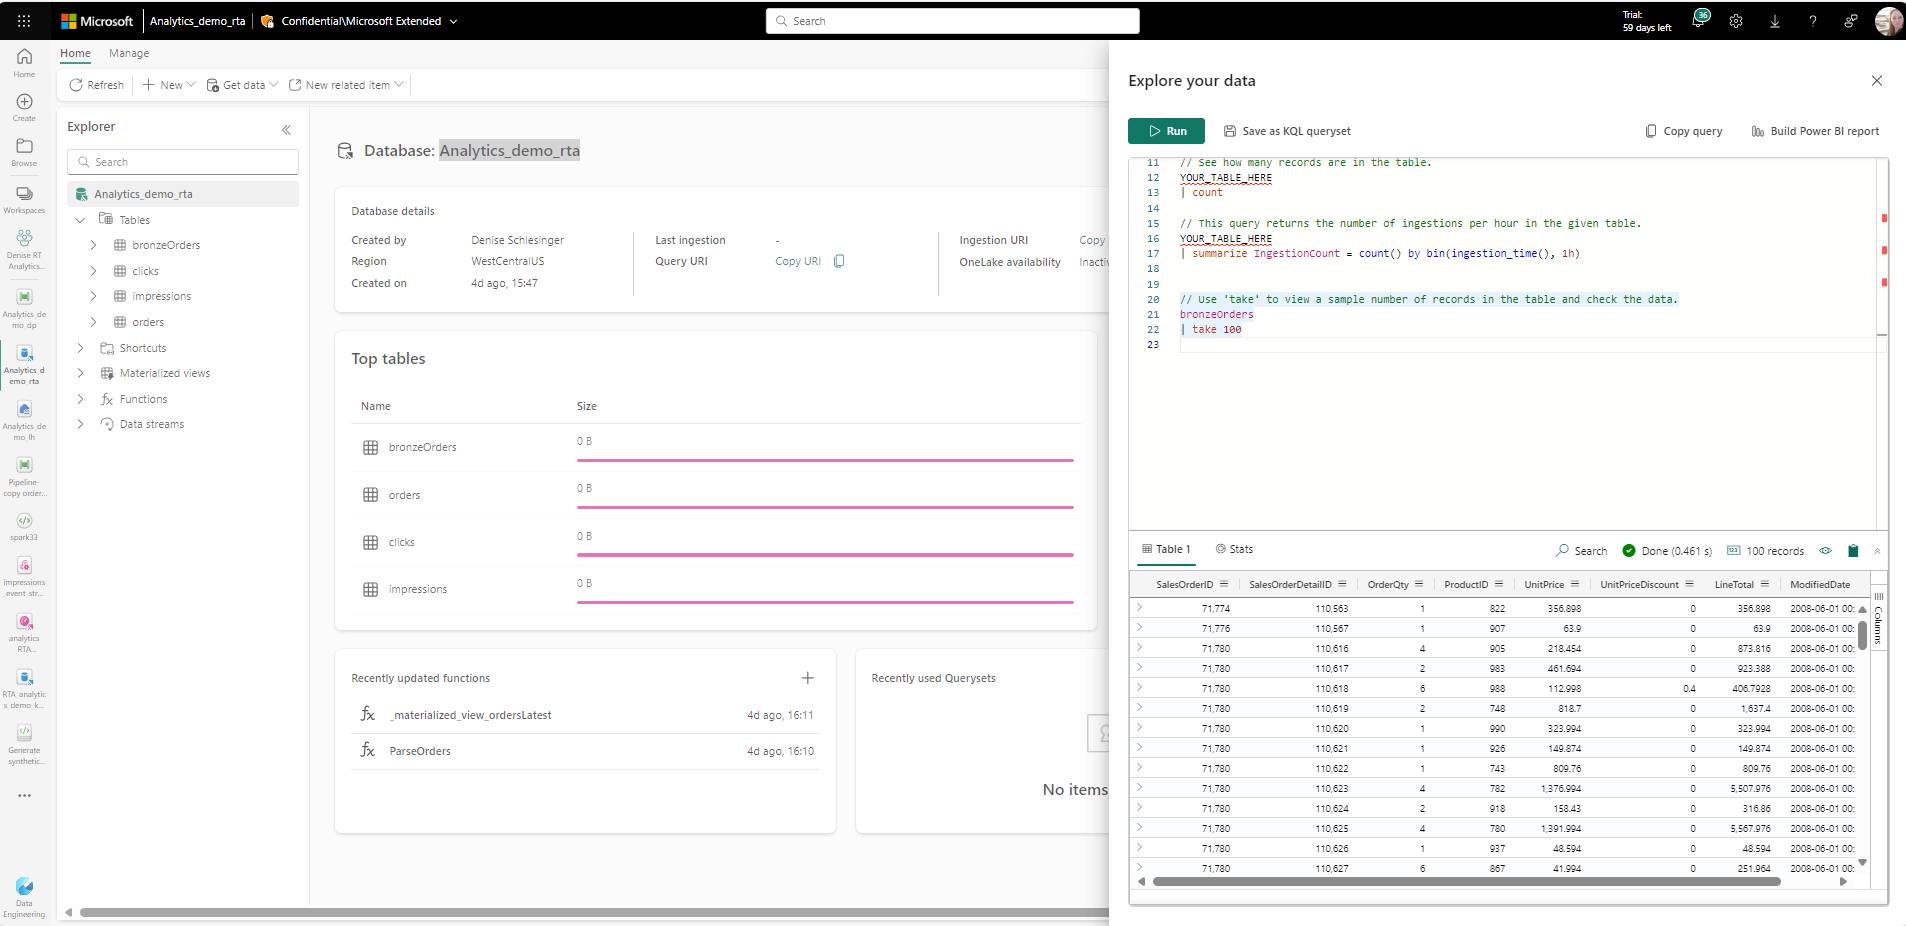 Microsoft Analytics_demo_rta Confidential\Microsoft Extended Search Trial: 59 days left 36
Home
Create
Browse
Workspaces
Denise RT Analytics...
Analytics_de mo_dp
Analytics_d emo_rta
Analytics_de mo_lh
Pipeline-copy order...
spark33
impressions event_str...
analytics RTA...
RTA_analytic s_demo_k...
Generate synthetic...
Data Engineering
Home Manage
Refresh New Get data New related item
Explorer
Search
Analytics_demo_rta
Tables
bronzeOrders
clicks
impressions
orders
Shortcuts
Materialized views
Functions
Data streams
Database: Analytics_demo_rta
Database details
Created by Denise Schlesinger Last ingestion - Ingestion URI Copy
Region WestCentralUS Query URI Copy URI OneLake availability Inacti
Created on 4d ago, 15:47
Top tables
Name Size
bronzeOrders 0 B
orders 0 B
clicks 0 B
impressions 0 B
Recently updated functions
_materialized_view_ordersLatest 4d ago, 16:11
ParseOrders 4d ago, 16:10
Recently used Querysets
No items
Explore your data
Run Save as KQL queryset Copy query Build Power BI report
11 // See how many records are in the table.
12 YOUR_TABLE_HERE
13 | count
14
15 // This query returns the number of ingestions per hour in the given table.
16 YOUR_TABLE_HERE
17 | summarize IngestionCount = count() by bin(ingestion_time(), 1h)
18
19
20 // Use 'take' to view a sample number of records in the table and check the data.
21 bronzeOrders
22 | take 100
23
Table 1 Stats Search Done (0.461 s) 100 records
SalesOrderID SalesOrderDetailID OrderQty ProductID UnitPrice UnitPriceDiscount LineTotal ModifiedDate
71,774 110,563 1 822 356.898 0 356.898 2008-06-01 00:
71,776 110,567 1 907 63.9 0 63.9 2008-06-01 00:
71,780 110,616 4 905 218.454 0 873.816 2008-06-01 00:
71,780 110,617 2 983 461.694 0 923.388 2008-06-01 00:
71,780 110,618 6 988 112.998 0.4 406.7928 2008-06-01 00:
71,780 110,619 2 748 818.7 0 1,637.4 2008-06-01 00:
71,780 110,620 1 990 323.994 0 323.994 2008-06-01 00:
71,780 110,621 1 926 149.874 0 149.874 2008-06-01 00:
71,780 110,622 1 743 809.76 0 809.76 2008-06-01 00:
71,780 110,623 4 782 1,376.994 0 5,507.976 2008-06-01 00:
71,780 110,624 2 918 158.43 0 316.86 2008-06-01 00:
71,780 110,625 4 780 1,391.994 0 5,567.976 2008-06-01 00:
71,780 110,626 1 937 48.594 0 48.594 2008-06-01 00:
71,780 110,627 6 867 41.994 0 251.964 2008-06-01 00:
Columns